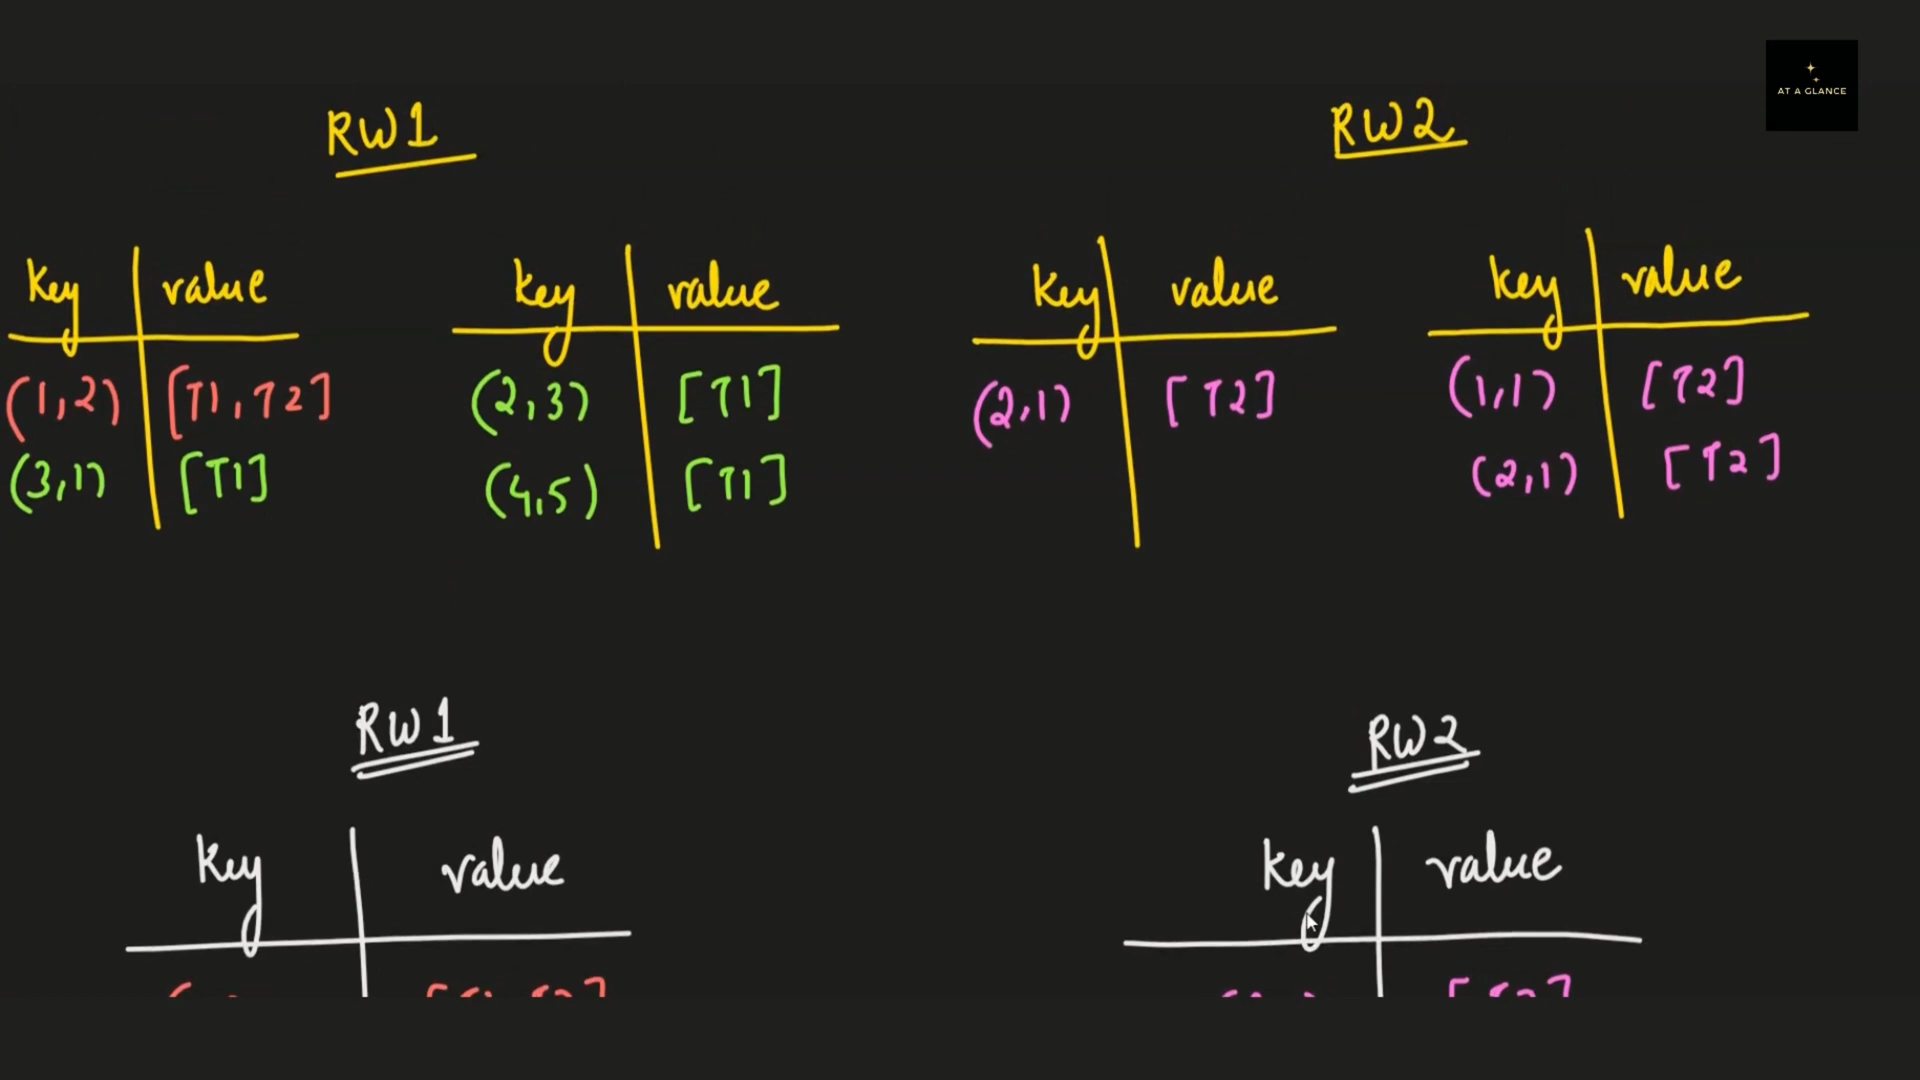 AT A GLANCE
RW1 RW2
key value key value key value key value
(1,2) [T1,T2] (2,3) [T1] (2,1) [T2] (1,1) [T2]
(3,1) [T1] (4,5) [T1] (2,1) [T2]
RW1 RW2
key value key value